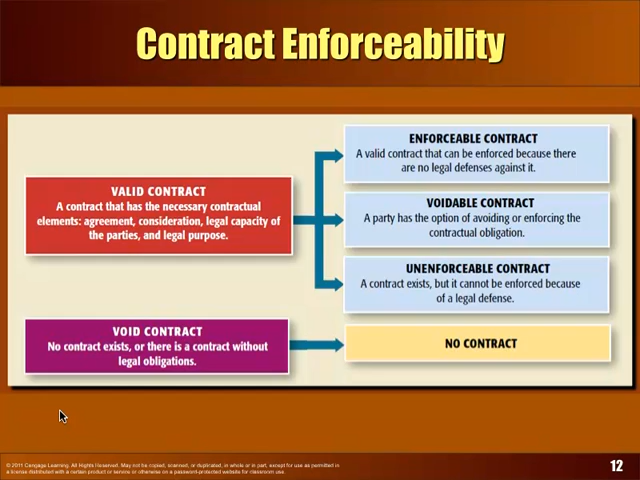 Contract Enforceability
VALID CONTRACT
A contract that has the necessary contractual
elements: agreement, consideration, legal capacity of
the parties, and legal purpose.
ENFORCEABLE CONTRACT
A valid contract that can be enforced because there
are no legal defenses against it.
VOIDABLE CONTRACT
A party has the option of avoiding or enforcing the
contractual obligation.
UNENFORCEABLE CONTRACT
A contract exists, but it cannot be enforced because
of a legal defense.
VOID CONTRACT
No contract exists, or there is a contract without
legal obligations.
NO CONTRACT
© 2011 Cengage Learning. All Rights Reserved. May not be copied, scanned, or duplicated, in whole or in part, except for use as permitted in
a license distributed with a certain product or service or otherwise on a password-protected website for classroom use.
12